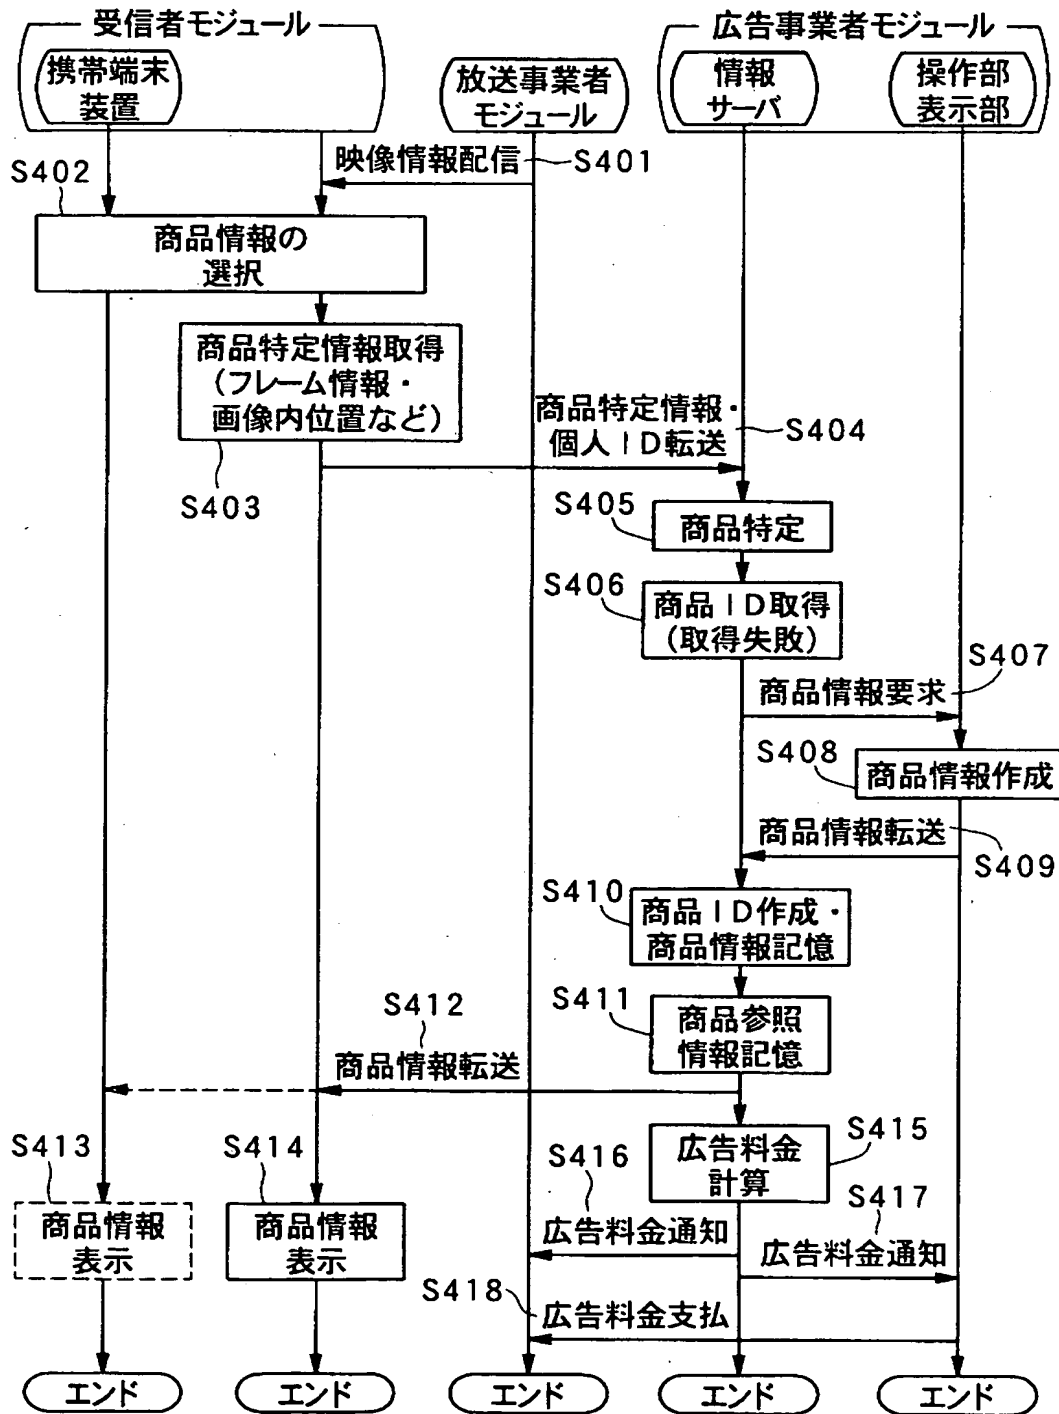 受信者モジュール
広告事業者モジュール
携帯端末
装置
放送事業者
モジュール
情報
サーバ
操作部
表示部
映像情報配信
S401
S402
商品情報の
選択
商品特定情報取得
(フレーム情報・
画像内位置など)
S403
商品特定情報・
個人ID転送
S404
S405
商品特定
S406
商品ID取得
(取得失敗)
S407
商品情報要求
S408
商品情報作成
商品情報転送
S409
S410
商品ID作成・
商品情報記憶
S411
商品参照
情報記憶
S412
商品情報転送
S413
商品情報
表示
S414
商品情報
表示
S415
広告料金
計算
S416
広告料金通知
S417
広告料金通知
S418
広告料金支払
エンド
エンド
エンド
エンド
エンド